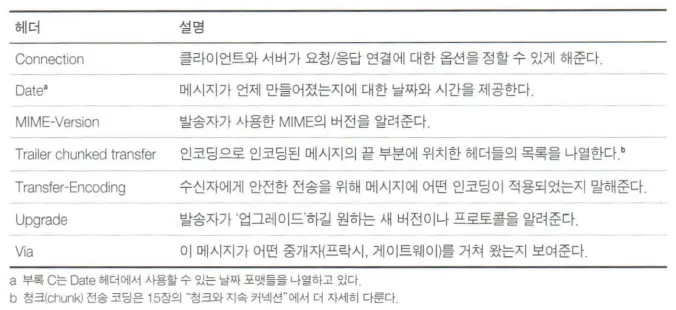 헤더 설명
Connection 클라이언트와 서버가 요청/응답 연결에 대한 옵션을 정할 수 있게 해준다.
Dateª 메시지가 언제 만들어졌는지에 대한 날짜와 시간을 제공한다.
MIME-Version 발송자가 사용한 MIME의 버전을 알려준다.
Trailer chunked transfer 인코딩으로 인코딩된 메시지의 끝 부분에 위치한 헤더들의 목록을 나열한다.ᵇ
Transfer-Encoding 수신자에게 안전한 전송을 위해 메시지에 어떤 인코딩이 적용되었는지 말해준다.
Upgrade 발송자가 '업그레이드'하길 원하는 새 버전이나 프로토콜을 알려준다.
Via 이 메시지가 어떤 중개자(프락시, 게이트웨이)를 거쳐 왔는지 보여준다.
a 부록 C는 Date 헤더에서 사용할 수 있는 날짜 포맷들을 나열하고 있다.
b 청크(chunk) 전송 코딩은 15장의 "청크와 지속 커넥션"에서 더 자세히 다룬다.